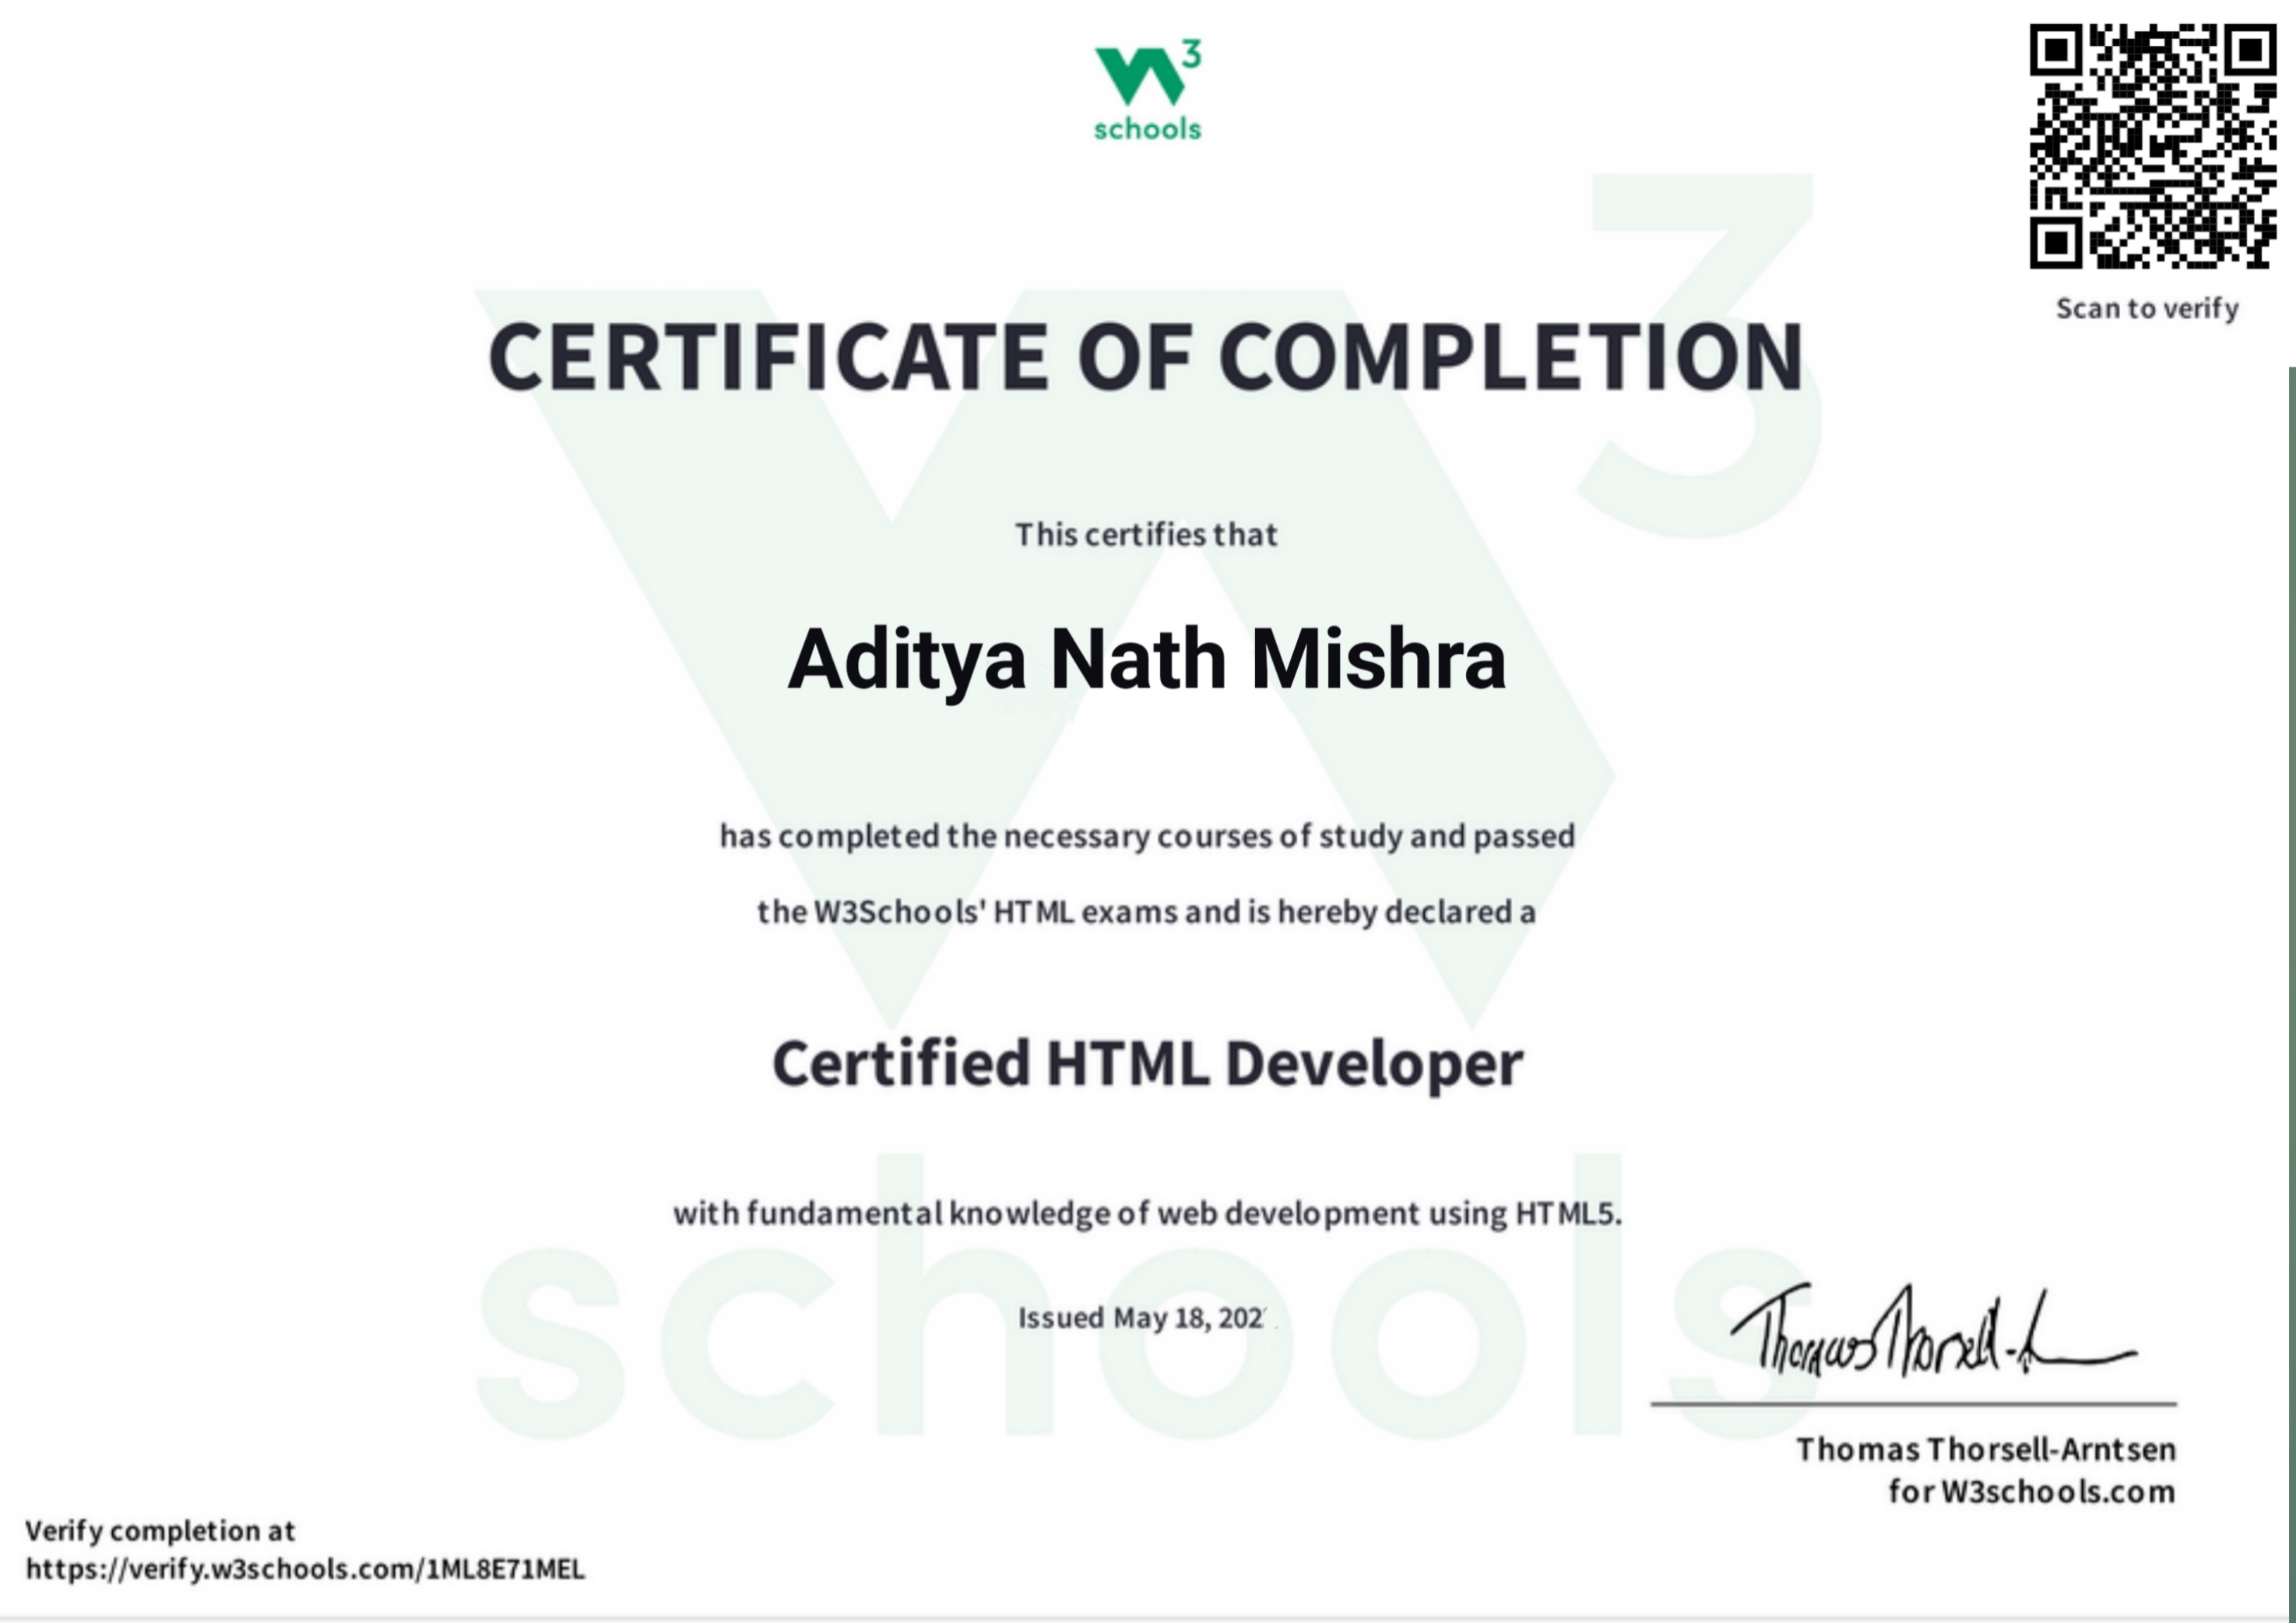 W3
schools
Scan to verify
CERTIFICATE OF COMPLETION
This certifies that
Aditya Nath Mishra
has completed the necessary courses of study and passed
the W3Schools' HTML exams and is hereby declared a
Certified HTML Developer
with fundamental knowledge of web development using HTML5.
Issued May 18, 202
Thomas Thorsell-Arntsen
for W3schools.com
Verify completion at
https://verify.w3schools.com/1ML8E71MEL